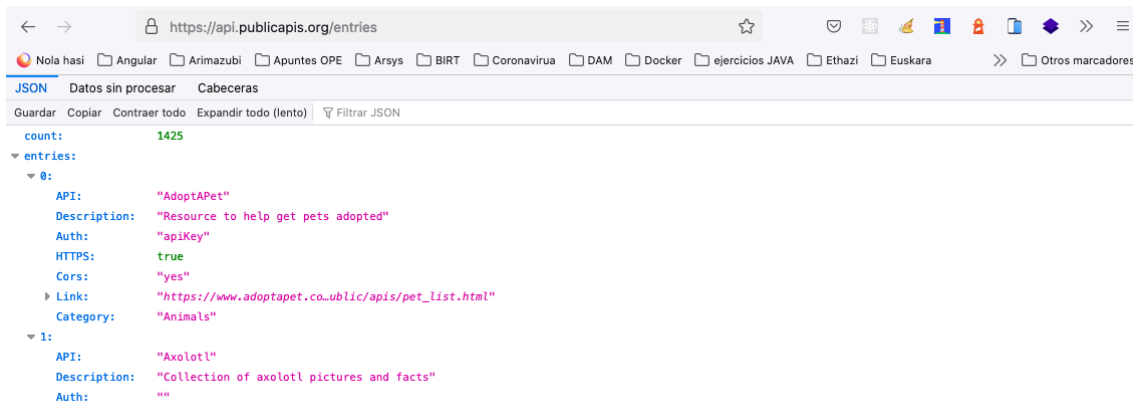 https://api.publicapis.org/entries
Nola hasi Angular Arimazubi Apuntes OPE Arsys BIRT Coronavirua DAM Docker ejercicios JAVA Ethazi Euskara Otros marcadores
JSON Datos sin procesar Cabeceras
Guardar Copiar Contraer todo Expandir todo (lento) Filtrar JSON
count: 1425
entries:
0:
API: "AdoptAPet"
Description: "Resource to help get pets adopted"
Auth: "apiKey"
HTTPS: true
Cors: "yes"
Link: "https://www.adoptapet.co…ublic/apis/pet_list.html"
Category: "Animals"
1:
API: "Axolotl"
Description: "Collection of axolotl pictures and facts"
Auth: ""